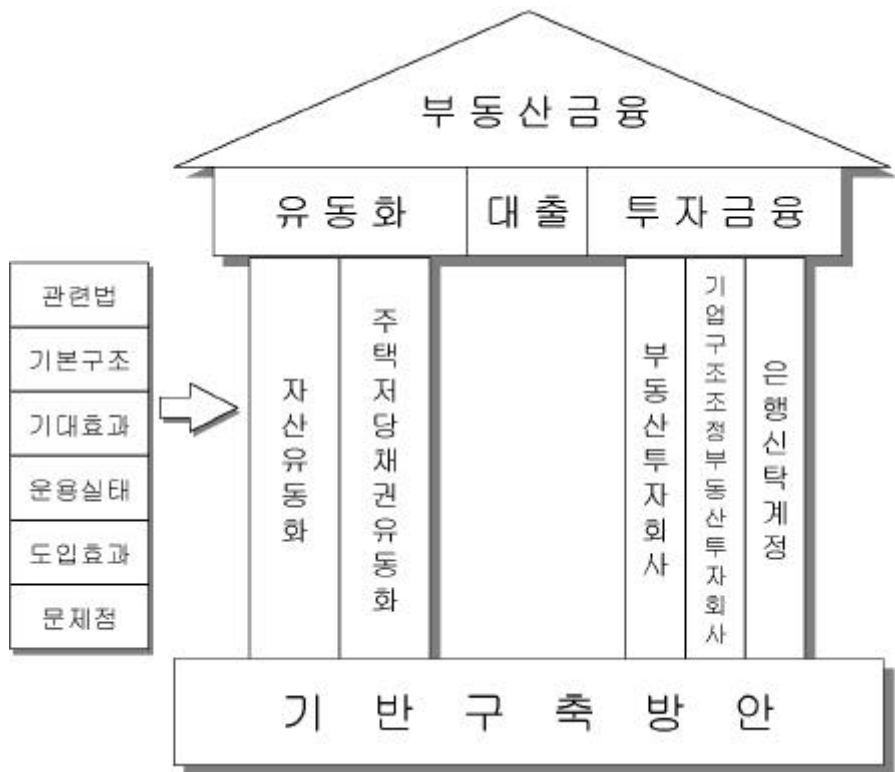 부동산금융
유동화
대출
투자금융
관련법
기본구조
기대효과
운용실태
도입효과
문제점
자산유동화
주택저당채권유동화
부동산투자회사
기업구조조정부동산투자회사
은행신탁계정
기반구축방안